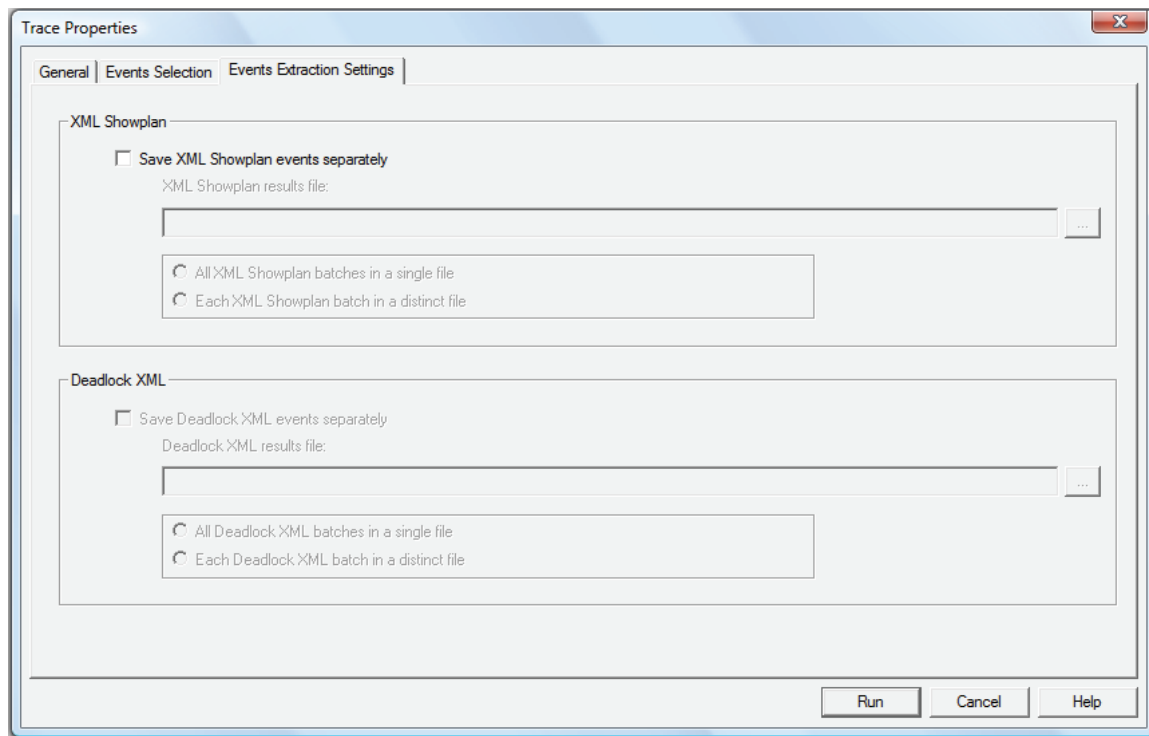 Trace Properties
General Events Selection Events Extraction Settings
XML Showplan
Save XML Showplan events separately
XML Showplan results file:
...
All XML Showplan batches in a single file
Each XML Showplan batch in a distinct file
Deadlock XML
Save Deadlock XML events separately
Deadlock XML results file:
...
All Deadlock XML batches in a single file
Each Deadlock XML batch in a distinct file
Run Cancel Help